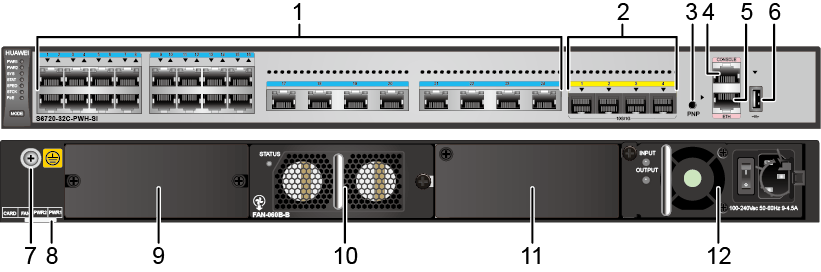 1 2 3 4 5 6
HUAWEI
PWR1
PWR2
SYS
STAT
SPED
STCK
PoE
MODE
S6720-32C-PWH-SI
10GE/GE
PNP
CONSOLE
ETH
STATUS
FAN-060B-B
INPUT
OUTPUT
100-240Vac 50-60Hz 9-4.5A
CARD FAN PWR2 PWR1
7 8 9 10 11 12